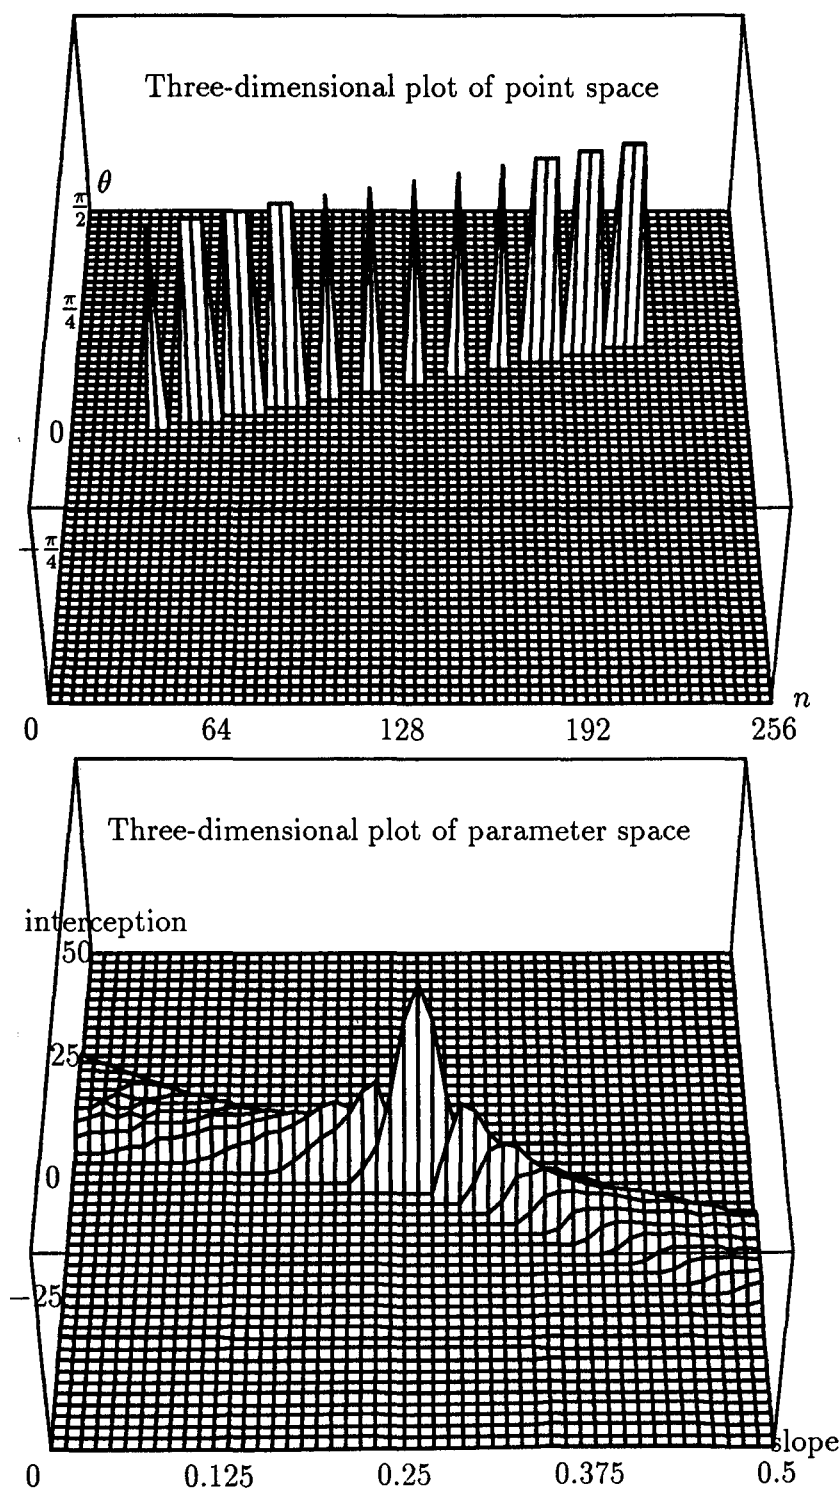 Three-dimensional plot of point space
θ
π/2
π/4
0
−π/4
n
0 64 128 192 256
Three-dimensional plot of parameter space
interception
50
25
0
−25
slope
0 0.125 0.25 0.375 0.5